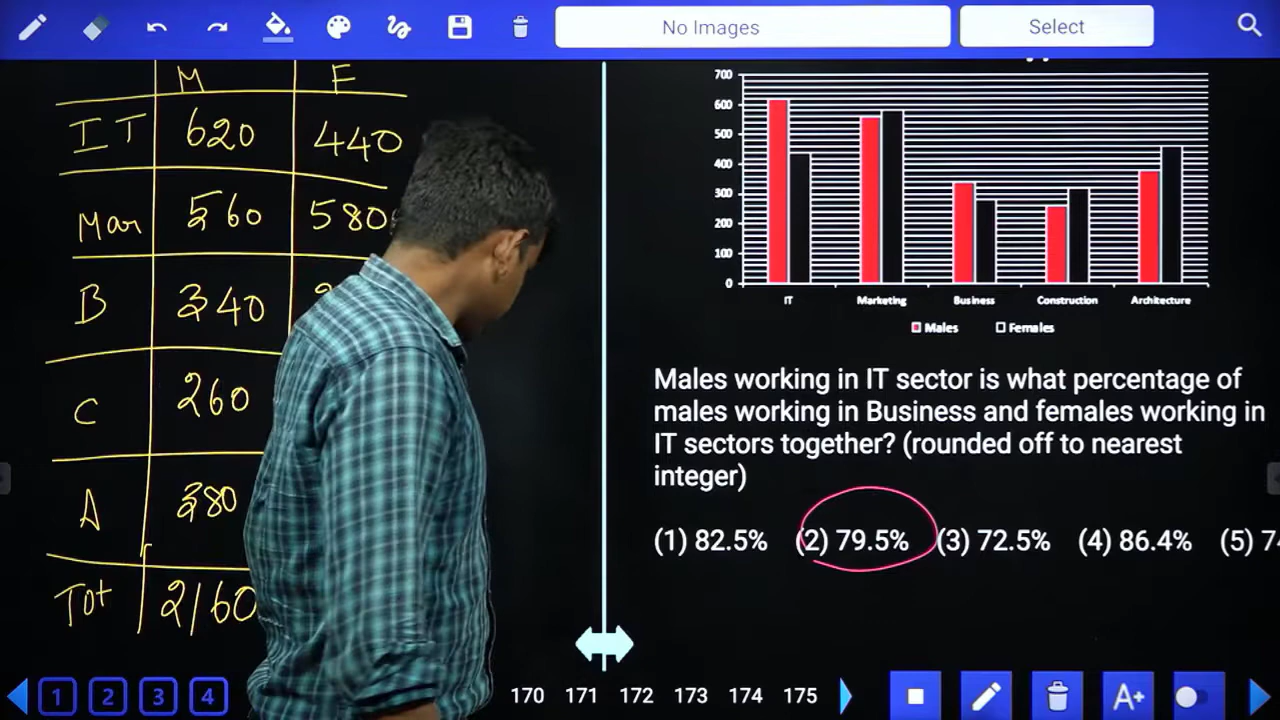 No Images
Select
M F
IT 620 440
Mar 560 580
B 340
C 260
A 380
Tot 2160
700
600
500
400
300
200
100
0
IT Marketing Business Construction Architecture
Males Females
Males working in IT sector is what percentage of
males working in Business and females working in
IT sectors together? (rounded off to nearest
integer)
(1) 82.5% (2) 79.5% (3) 72.5% (4) 86.4% (5)
1 2 3 4 170 171 172 173 174 175 A+